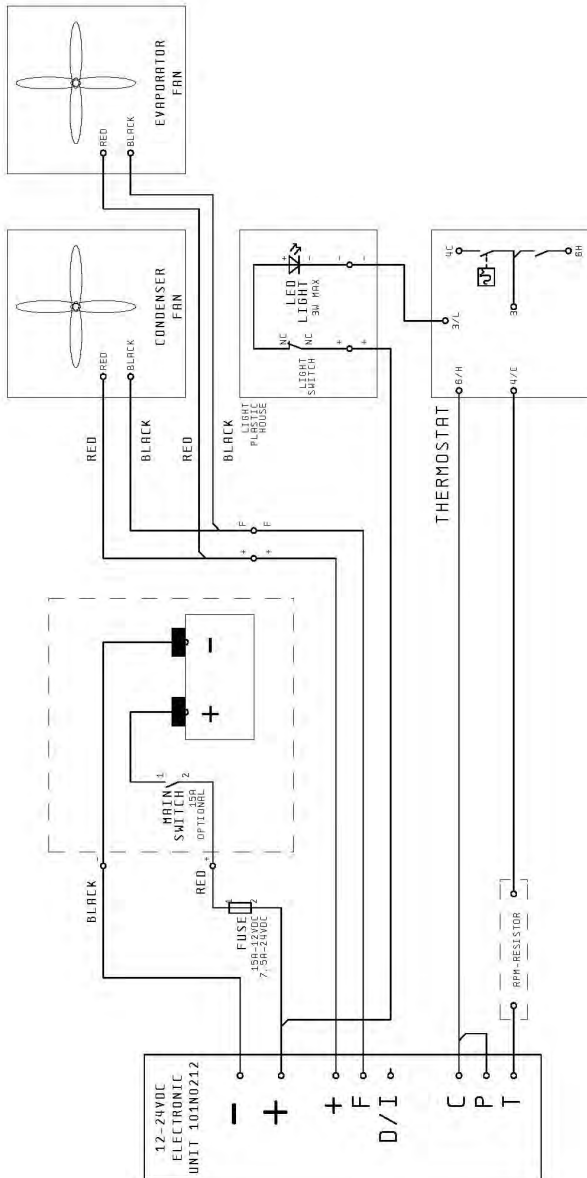 EVAPORATOR
FAN
RED
BLACK
CONDENSER
FAN
RED
BLACK
RED
BLACK
RED
BLACK
+
-
LED
LIGHT
3W MAX
-
-
NC
NC
LIGHT
SWITCH
+
+
LIGHT
PLASTIC
HOUSE
4C
3
6H
3/L
6/H
4/C
THERMOSTAT
F
F
+
+
-
+
1
2
MAIN
SWITCH
15A
OPTIONAL
-
BLACK
+
RED
1
2
FUSE
15A-12VDC
7.5A-24VDC
RPM-RESISTOR
12-24VDC
ELECTRONIC
UNIT 101N0212
-
+
+
F
D/I
C
P
T